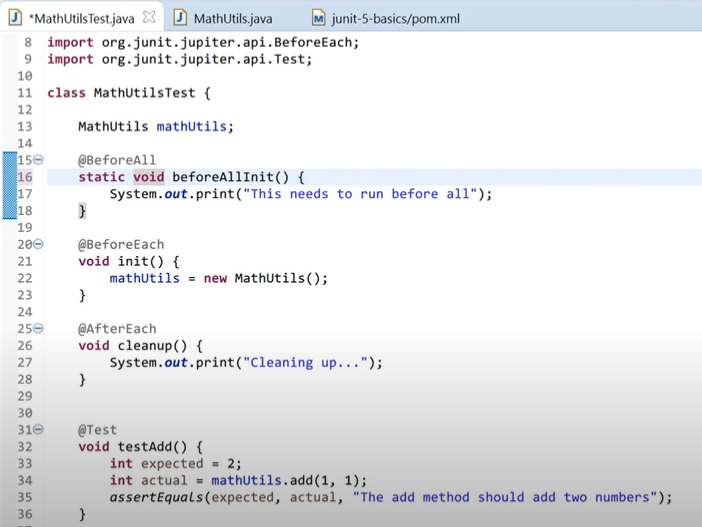 *MathUtilsTest.java MathUtils.java junit-5-basics/pom.xml
8 import org.junit.jupiter.api.BeforeEach;
9 import org.junit.jupiter.api.Test;
10
11 class MathUtilsTest {
12
13 MathUtils mathUtils;
14
15 @BeforeAll
16 static void beforeAllInit() {
17 System.out.print("This needs to run before all");
18 }
19
20 @BeforeEach
21 void init() {
22 mathUtils = new MathUtils();
23 }
24
25 @AfterEach
26 void cleanup() {
27 System.out.print("Cleaning up...");
28 }
29
30
31 @Test
32 void testAdd() {
33 int expected = 2;
34 int actual = mathUtils.add(1, 1);
35 assertEquals(expected, actual, "The add method should add two numbers");
36 }